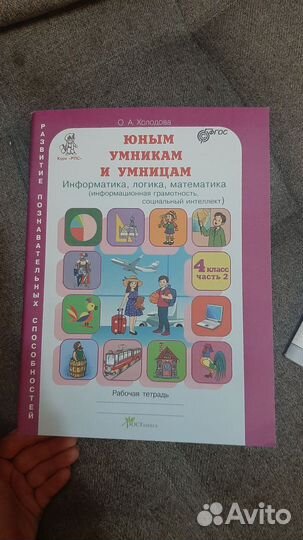 О. А. Холодова
Курс «РПС»
ФГОС
ЮНЫМ
УМНИКАМ
И УМНИЦАМ
Информатика, логика, математика
(информационная грамотность,
социальный интеллект)
4 класс
часть 2
РАЗВИТИЕ ПОЗНАВАТЕЛЬНЫХ СПОСОБНОСТЕЙ
Рабочая тетрадь
РОСТкнига
Avito